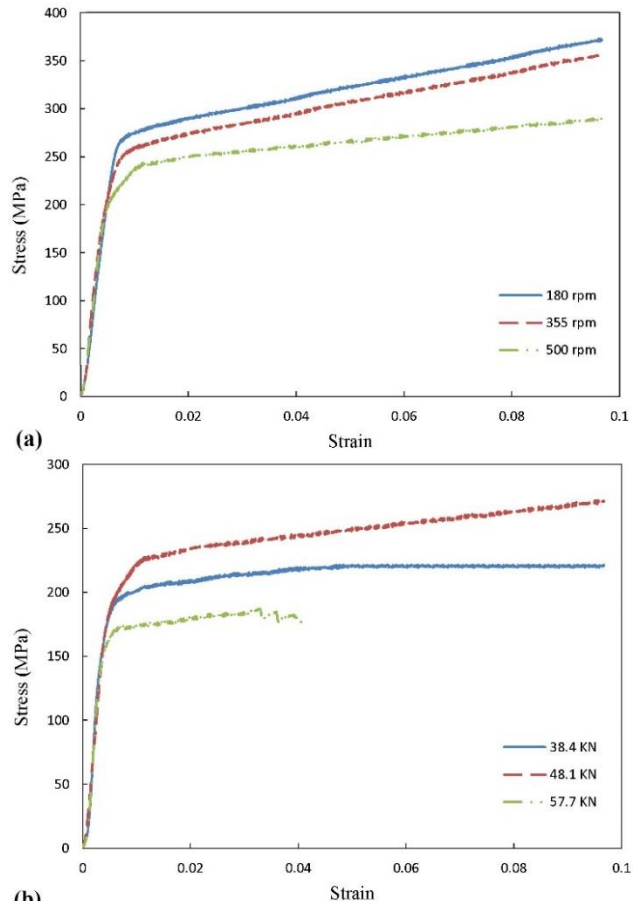 400
350
300
250
200
150
100
50
0
Stress (MPa)
180 rpm
355 rpm
500 rpm
0 0.02 0.04 0.06 0.08 0.1
Strain
(a)
300
250
200
150
100
50
0
Stress (MPa)
38.4 KN
48.1 KN
57.7 KN
0 0.02 0.04 0.06 0.08 0.1
Strain
(b)